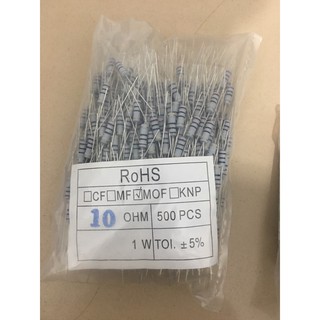 RoHS
□CF□MF☑MOF□KNP
10 OHM 500 PCS
1 W TOl. ±5%